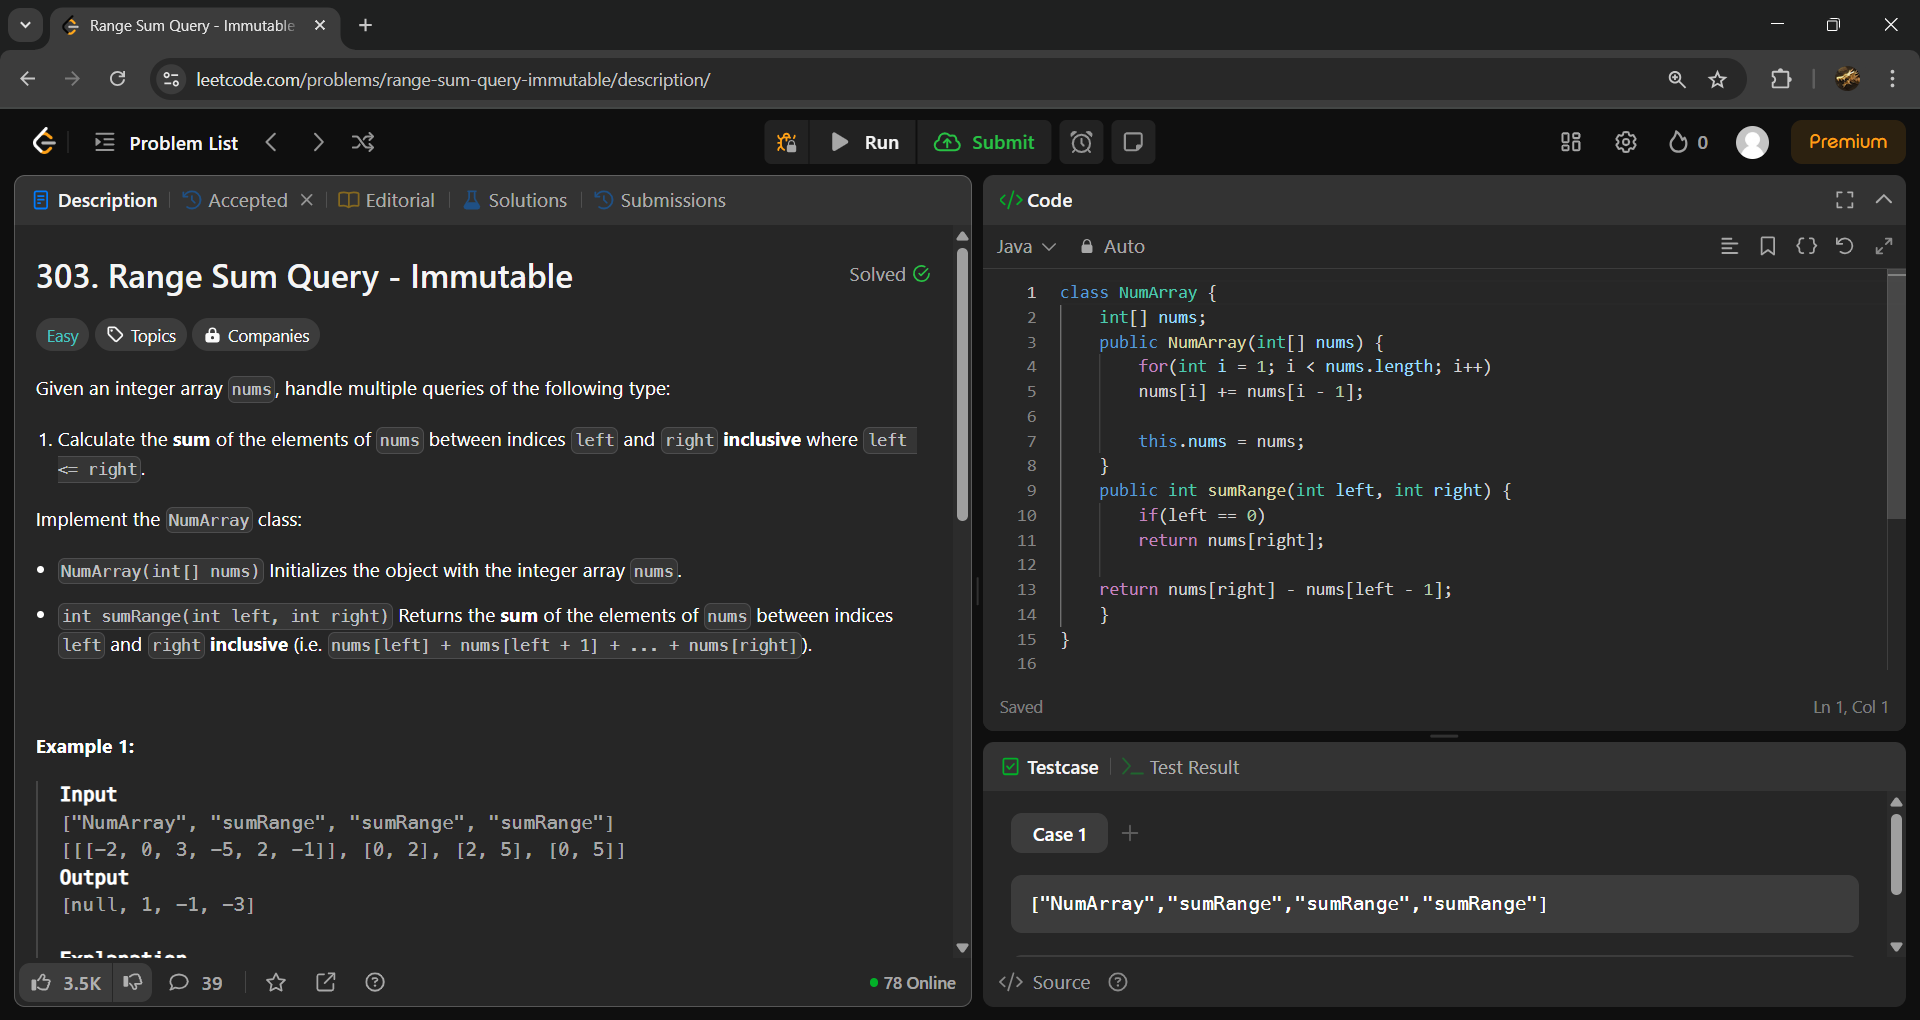 Range Sum Query - Immutable
leetcode.com/problems/range-sum-query-immutable/description/
Problem List
Run
Submit
0
Premium
Description
Accepted
Editorial
Solutions
Submissions
303. Range Sum Query - Immutable
Solved
Easy
Topics
Companies
Given an integer array nums, handle multiple queries of the following type:
1. Calculate the sum of the elements of nums between indices left and right inclusive where left
<= right.
Implement the NumArray class:
• NumArray(int[] nums) Initializes the object with the integer array nums.
• int sumRange(int left, int right) Returns the sum of the elements of nums between indices
left and right inclusive (i.e. nums[left] + nums[left + 1] + ... + nums[right]).
Example 1:
Input
["NumArray", "sumRange", "sumRange", "sumRange"]
[[[-2, 0, 3, -5, 2, -1]], [0, 2], [2, 5], [0, 5]]
Output
[null, 1, -1, -3]
Explanation
3.5K
39
78 Online
</> Code
Java
Auto
1 class NumArray {
2 int[] nums;
3 public NumArray(int[] nums) {
4 for(int i = 1; i < nums.length; i++)
5 nums[i] += nums[i - 1];
6
7 this.nums = nums;
8 }
9 public int sumRange(int left, int right) {
10 if(left == 0)
11 return nums[right];
12
13 return nums[right] - nums[left - 1];
14 }
15 }
16
Saved
Ln 1, Col 1
Testcase
Test Result
Case 1
["NumArray","sumRange","sumRange","sumRange"]
</> Source